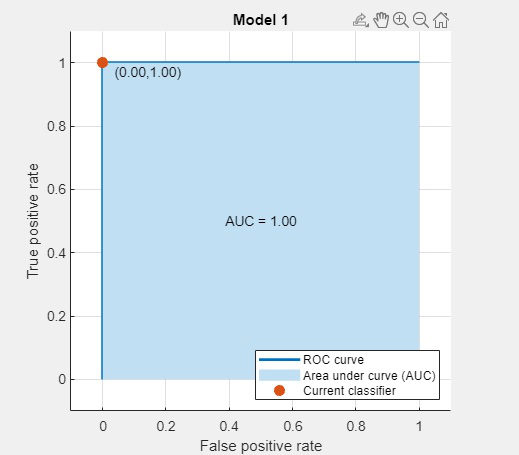 Model 1
1
0.8
0.6
0.4
0.2
0
True positive rate
(0.00,1.00)
AUC = 1.00
ROC curve
Area under curve (AUC)
Current classifier
0 0.2 0.4 0.6 0.8 1
False positive rate